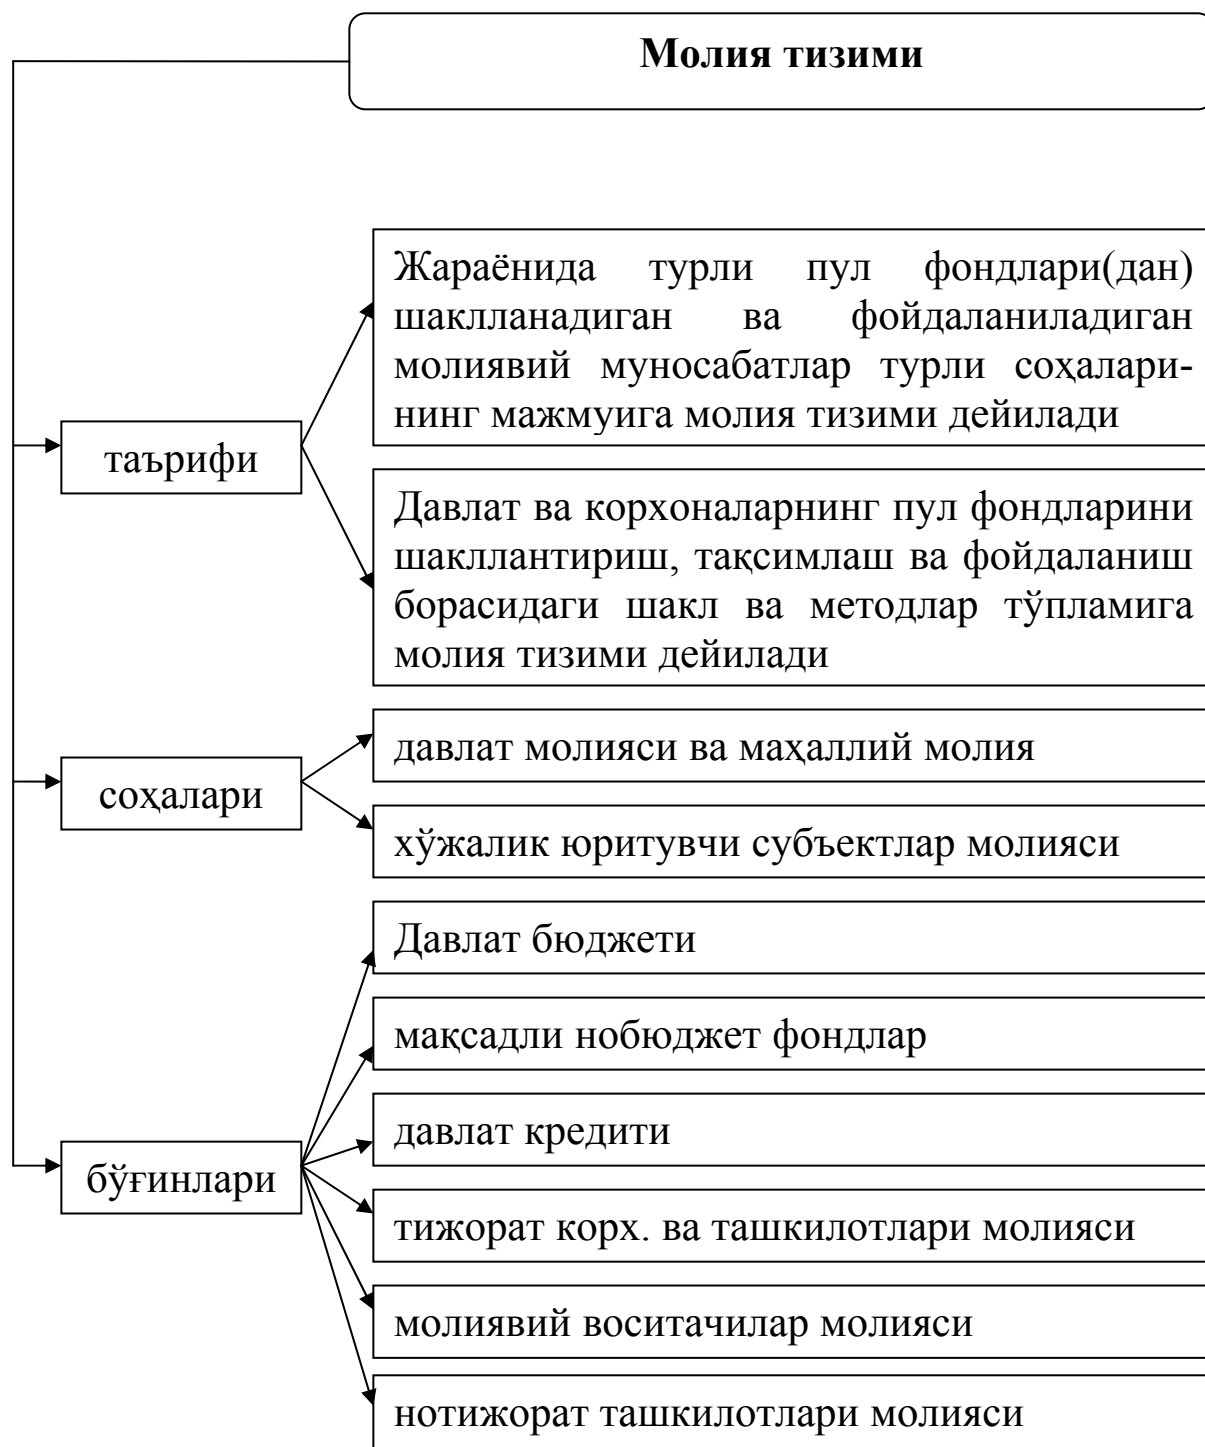 Молия тизими
Жараёнида турли пул фондлари(дан)
шаклланадиган ва фойдаланиладиган
молиявий муносабатлар турли соҳалари-
нинг мажмуига молия тизими дейилади
таърифи
Давлат ва корхоналарнинг пул фондларини
шакллантириш, тақсимлаш ва фойдаланиш
борасидаги шакл ва методлар тўпламига
молия тизими дейилади
давлат молияси ва маҳаллий молия
соҳалари
хўжалик юритувчи субъектлар молияси
Давлат бюджети
мақсадли нобюджет фондлар
давлат кредити
бўғинлари
тижорат корх. ва ташкилотлари молияси
молиявий воситачилар молияси
нотижорат ташкилотлари молияси